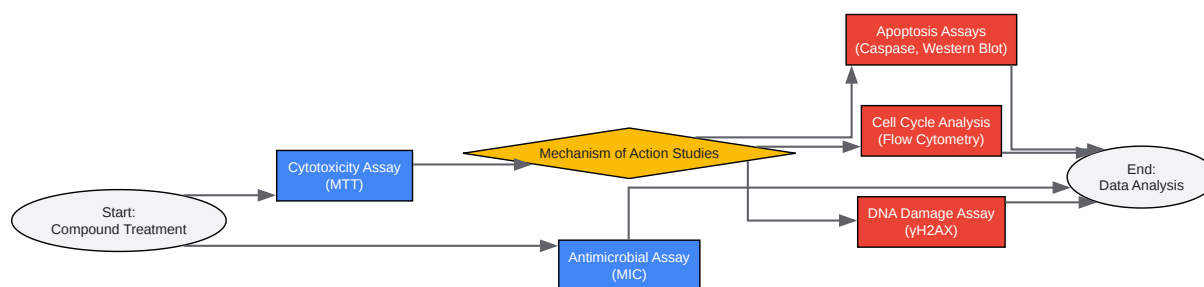 Start:
Compound Treatment
Cytotoxicity Assay
(MTT)
Antimicrobial Assay
(MIC)
Mechanism of Action Studies
Apoptosis Assays
(Caspase, Western Blot)
Cell Cycle Analysis
(Flow Cytometry)
DNA Damage Assay
(γH2AX)
End:
Data Analysis